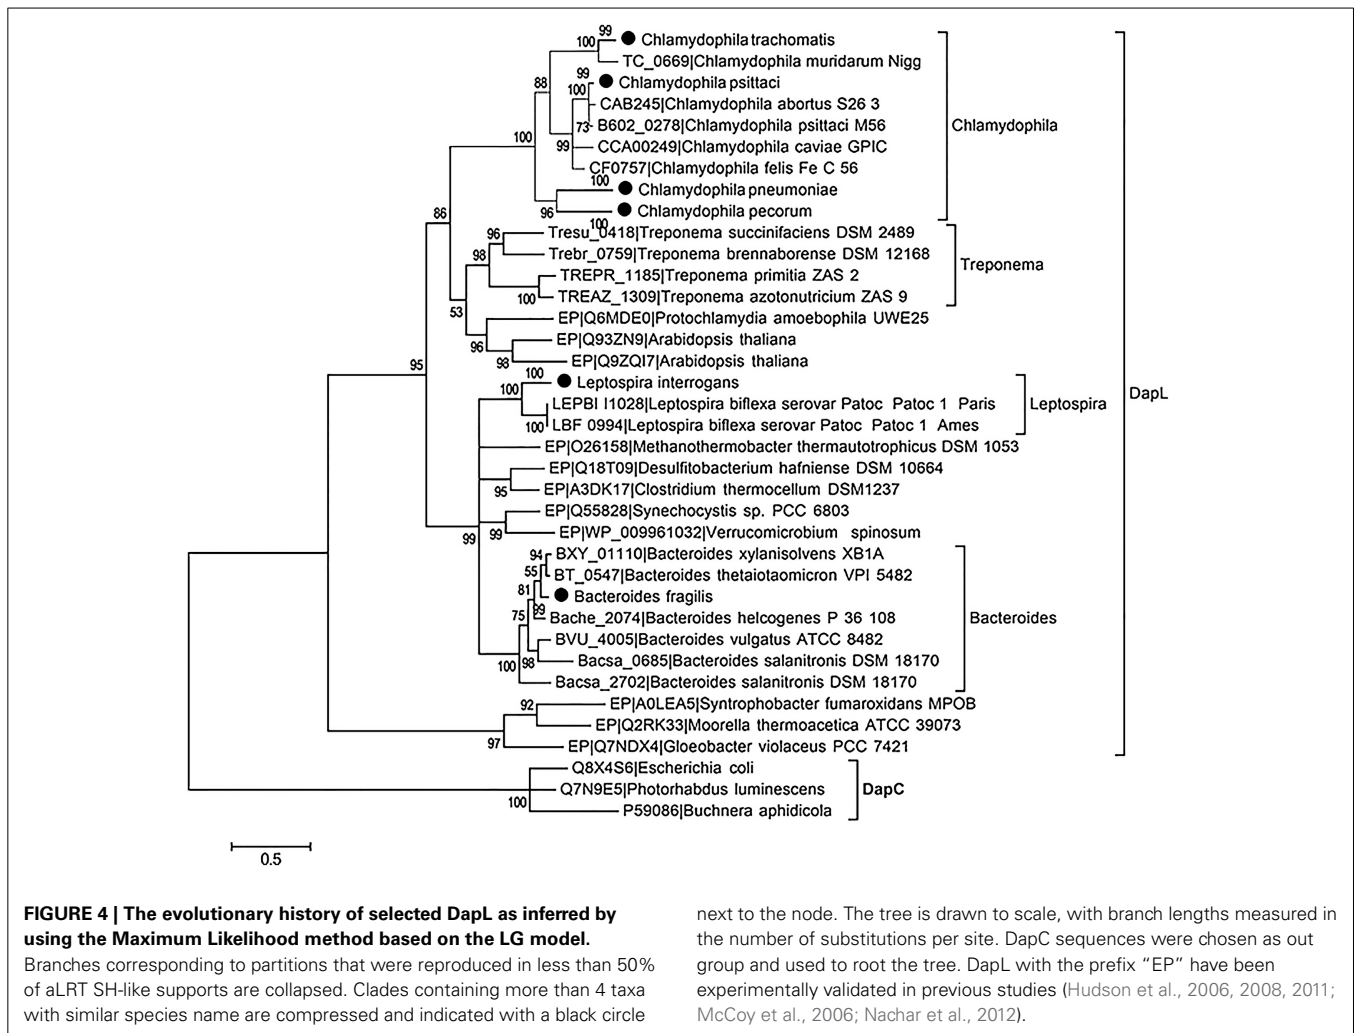 99
100
Chlamydophila trachomatis
TC_0669|Chlamydophila muridarum Nigg
88
99
100
Chlamydophila psittaci
CAB245|Chlamydophila abortus S26 3
73
B602_0278|Chlamydophila psittaci M56
Chlamydophila
100
99
CCA00249|Chlamydophila caviae GPIC
CF0757|Chlamydophila felis Fe C 56
100
Chlamydophila pneumoniae
96
Chlamydophila pecorum
100
86
96
Tresu_0418|Treponema succinifaciens DSM 2489
98
Trebr_0759|Treponema brennaborense DSM 12168
Treponema
TREPR_1185|Treponema primitia ZAS 2
100
TREAZ_1309|Treponema azotonutricium ZAS 9
53
EP|Q6MDE0|Protochlamydia amoebophila UWE25
96
EP|Q93ZN9|Arabidopsis thaliana
98
EP|Q9ZQI7|Arabidopsis thaliana
95
100
100
Leptospira interrogans
DapL
LEPBI I1028|Leptospira biflexa serovar Patoc Patoc 1 Paris
Leptospira
100
LBF 0994|Leptospira biflexa serovar Patoc Patoc 1 Ames
EP|O26158|Methanothermobacter thermautotrophicus DSM 1053
EP|Q18T09|Desulfitobacterium hafniense DSM 10664
95
EP|A3DK17|Clostridium thermocellum DSM1237
EP|Q55828|Synechocystis sp. PCC 6803
99
99
EP|WP_009961032|Verrucomicrobium spinosum
94
BXY_01110|Bacteroides xylanisolvens XB1A
55
BT_0547|Bacteroides thetaiotaomicron VPI 5482
81
Bacteroides fragilis
75
99
Bache_2074|Bacteroides helcogenes P 36 108
Bacteroides
BVU_4005|Bacteroides vulgatus ATCC 8482
100
98
Bacsa_0685|Bacteroides salanitronis DSM 18170
Bacsa_2702|Bacteroides salanitronis DSM 18170
92
EP|A0LEA5|Syntrophobacter fumaroxidans MPOB
EP|Q2RK33|Moorella thermoacetica ATCC 39073
97
EP|Q7NDX4|Gloeobacter violaceus PCC 7421
Q8X4S6|Escherichia coli
Q7N9E5|Photorhabdus luminescens
DapC
100
P59086|Buchnera aphidicola
0.5
FIGURE 4 | The evolutionary history of selected DapL as inferred by
using the Maximum Likelihood method based on the LG model.
Branches corresponding to partitions that were reproduced in less than 50%
of aLRT SH-like supports are collapsed. Clades containing more than 4 taxa
with similar species name are compressed and indicated with a black circle
next to the node. The tree is drawn to scale, with branch lengths measured in
the number of substitutions per site. DapC sequences were chosen as out
group and used to root the tree. DapL with the prefix “EP” have been
experimentally validated in previous studies (Hudson et al., 2006, 2008, 2011;
McCoy et al., 2006; Nachar et al., 2012).